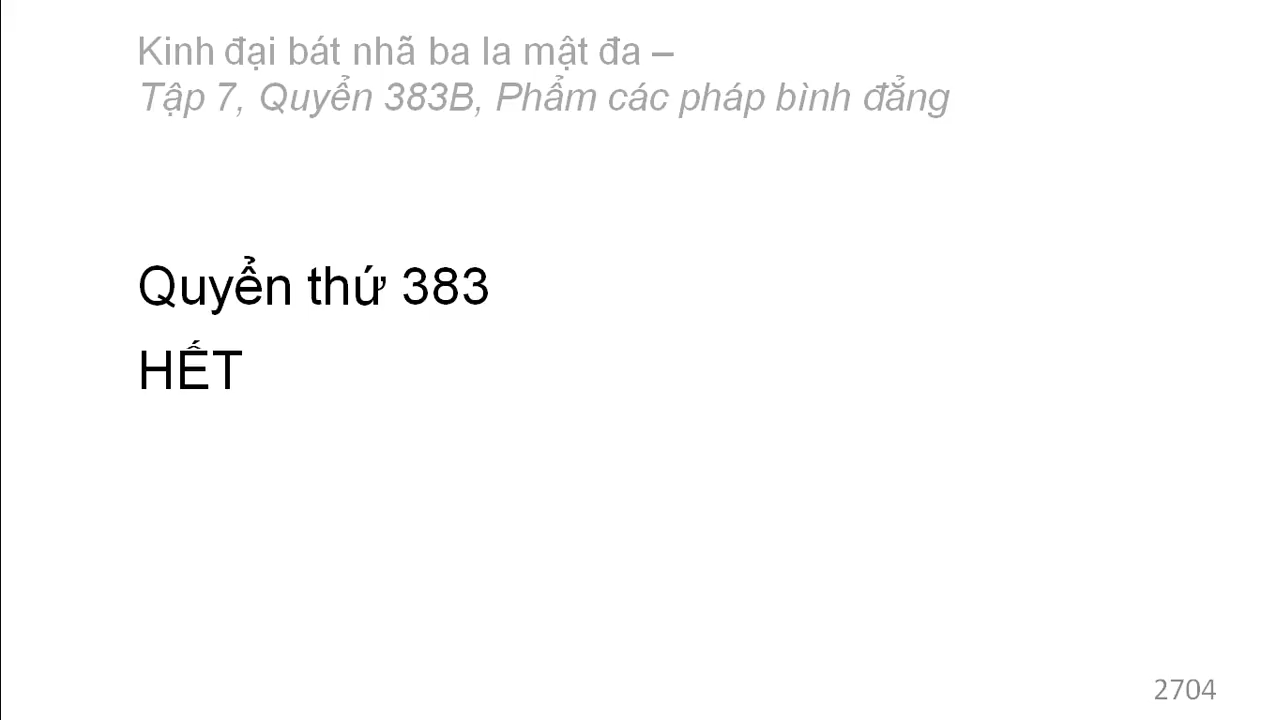 Kinh đại bát nhã ba la mật đa –
Tập 7, Quyển 383B, Phẩm các pháp bình đẳng
Quyển thứ 383
HẾT
2704